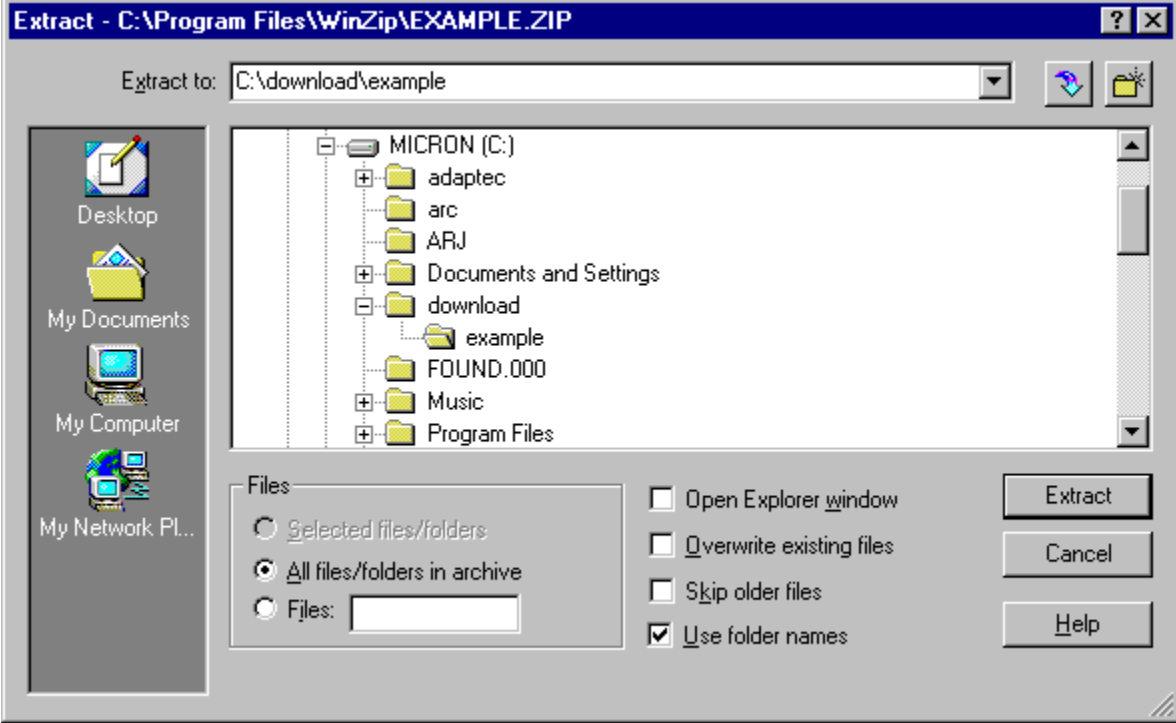 Extract - C:\Program Files\WinZip\EXAMPLE.ZIP
Extract to: C:\download\example
Desktop
My Documents
My Computer
My Network Pl...
MICRON (C:)
adaptec
arc
ARJ
Documents and Settings
download
example
FOUND.000
Music
Program Files
Files
Selected files/folders
All files/folders in archive
Files:
Open Explorer window
Overwrite existing files
Skip older files
Use folder names
Extract
Cancel
Help